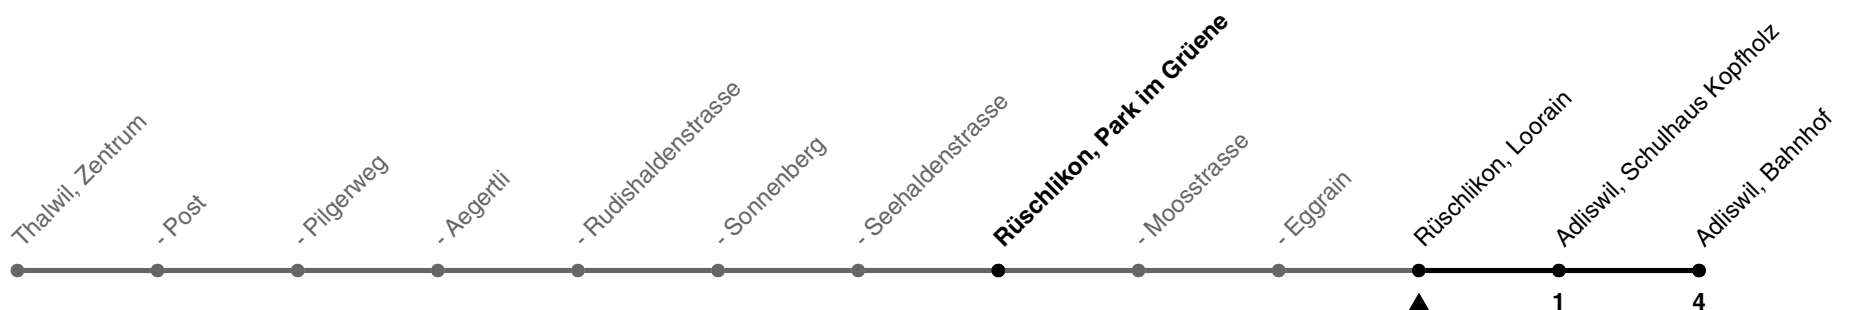 Thalwil, Zentrum
- Post
- Pilgerweg
- Aegertli
- Rudishaldenstrasse
- Sonnenberg
- Seehaldenstrasse
Rüschlikon, Park im Grüene
- Moosstrasse
- Eggrain
Rüschlikon, Loorain
Adliswil, Schulhaus Kopfholz
Adliswil, Bahnhof
1
4